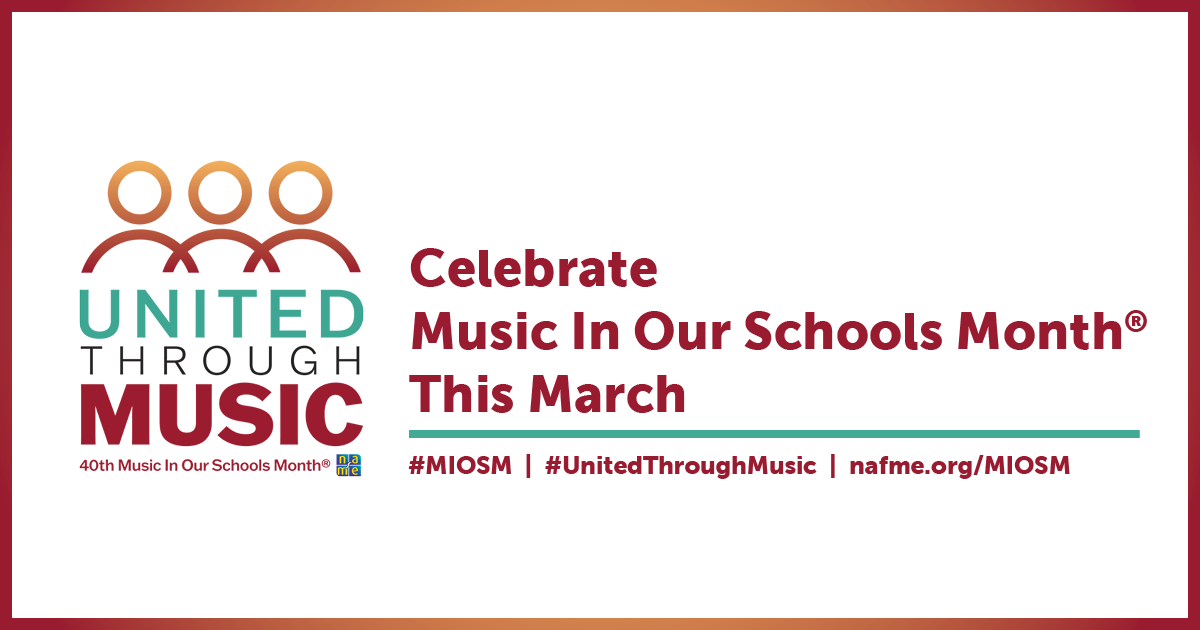 UNITED
THROUGH
MUSIC
40th Music In Our Schools Month® nafme
Celebrate
Music In Our Schools Month®
This March
#MIOSM | #UnitedThroughMusic | nafme.org/MIOSM